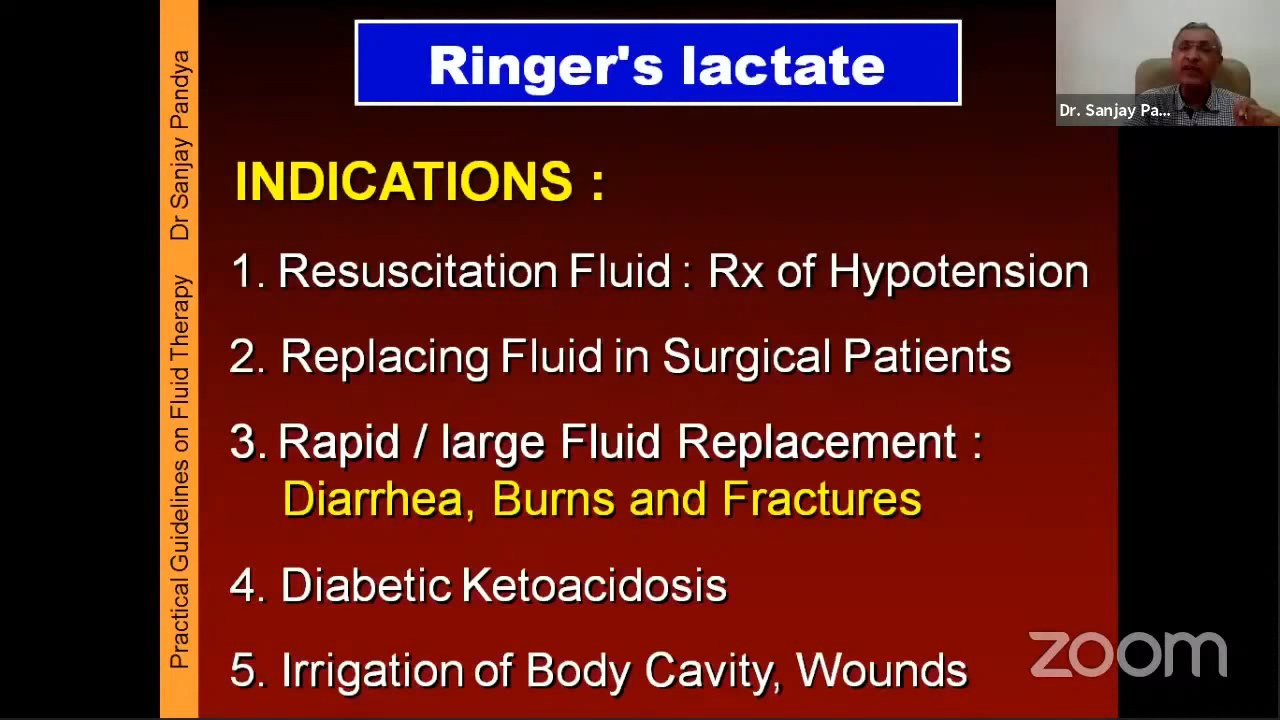 Ringer's lactate
Dr. Sanjay Pa...
Practical Guidelines on Fluid Therapy Dr Sanjay Pandya
INDICATIONS :
1. Resuscitation Fluid : Rx of Hypotension
2. Replacing Fluid in Surgical Patients
3. Rapid / large Fluid Replacement :
Diarrhea, Burns and Fractures
4. Diabetic Ketoacidosis
5. Irrigation of Body Cavity, Wounds
zoom